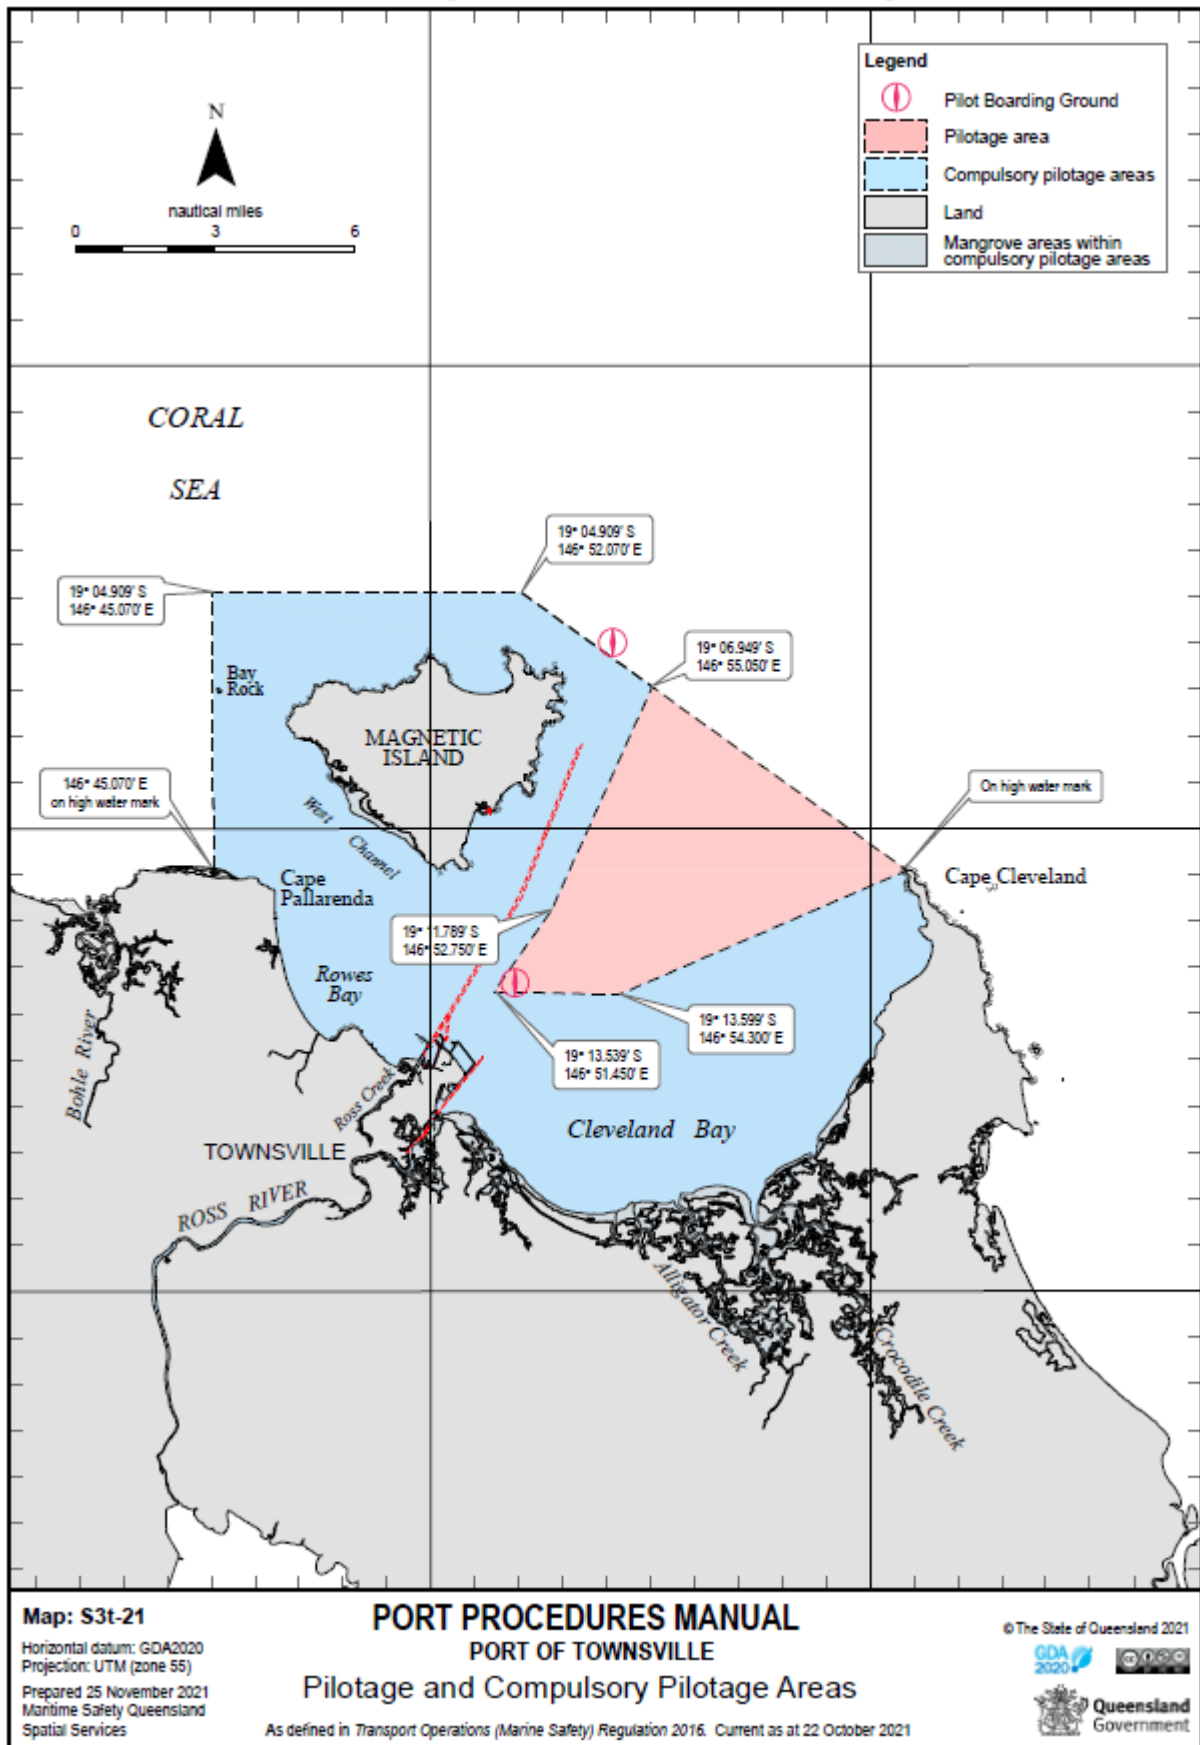 Legend
Pilot Boarding Ground
Pilotage area
Compulsory pilotage areas
Land
Mangrove areas within
compulsory pilotage areas
N
nautical miles
0 3 6
CORAL
SEA
19° 04.909' S
146° 52.070' E
19° 04.909' S
146° 45.070' E
19° 06.949' S
146° 55.050' E
Bay
Rock
MAGNETIC
ISLAND
146° 45.070' E
on high water mark
On high water mark
West Channel
Cape
Pallarenda
Cape Cleveland
19° 11.789' S
146° 52.750' E
Rowes
Bay
19° 13.599' S
146° 54.300' E
19° 13.539' S
146° 51.450' E
Bohle River
Ross Creek
Cleveland Bay
TOWNSVILLE
ROSS RIVER
Alligator Creek
Crocodile Creek
Map: S3t-21
Horizontal datum: GDA2020
Projection: UTM (zone 55)
Prepared 25 November 2021
Maritime Safety Queensland
Spatial Services
PORT PROCEDURES MANUAL
PORT OF TOWNSVILLE
Pilotage and Compulsory Pilotage Areas
As defined in Transport Operations (Marine Safety) Regulation 2016. Current as at 22 October 2021
© The State of Queensland 2021
GDA
2020
Queensland
Government